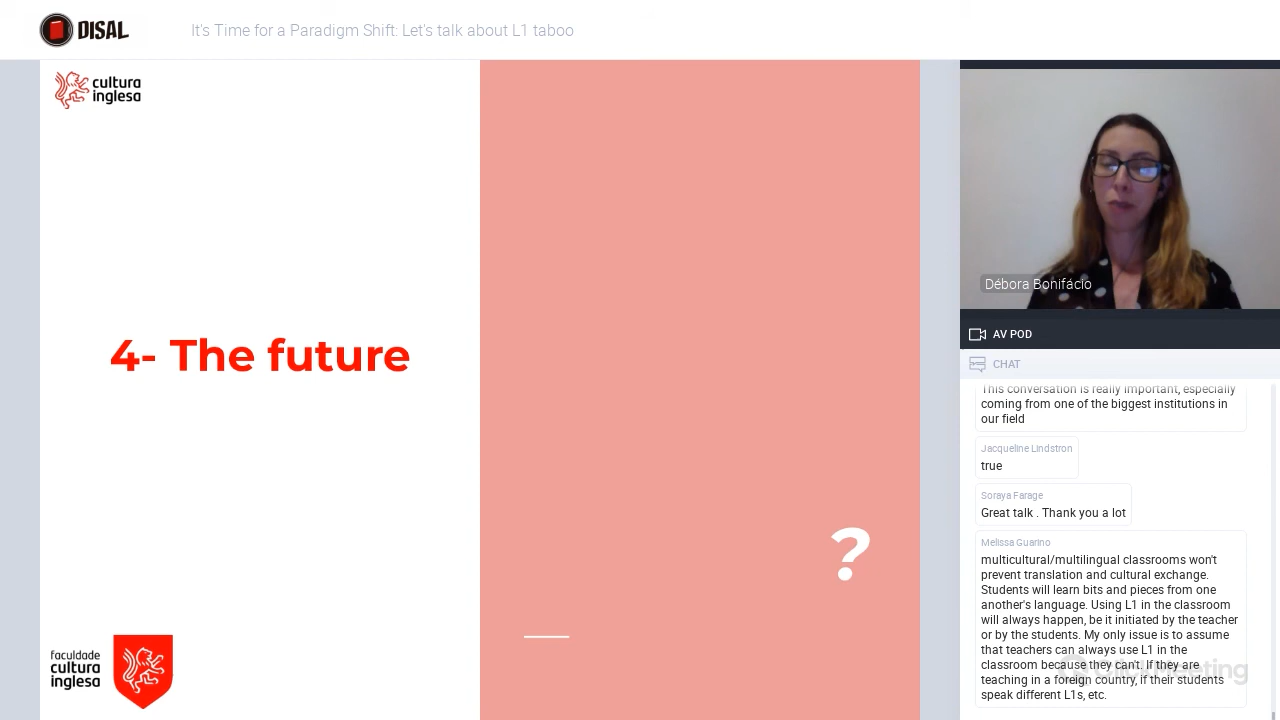 DISAL
It's Time for a Paradigm Shift: Let's talk about L1 taboo
cultura
inglesa
4- The future
?
faculdade
cultura
inglesa
Débora Bonifácio
AV POD
CHAT
This conversation is really important, especially
coming from one of the biggest institutions in
our field
Jacqueline Lindstron
true
Soraya Farage
Great talk . Thank you a lot
Melissa Guarino
multicultural/multilingual classrooms won't
prevent translation and cultural exchange.
Students will learn bits and pieces from one
another's language. Using L1 in the classroom
will always happen, be it initiated by the teacher
or by the students. My only issue is to assume
that teachers can always use L1 in the
classroom because they can't. If they are
teaching in a foreign country, if their students
speak different L1s, etc.
ClickMeeting